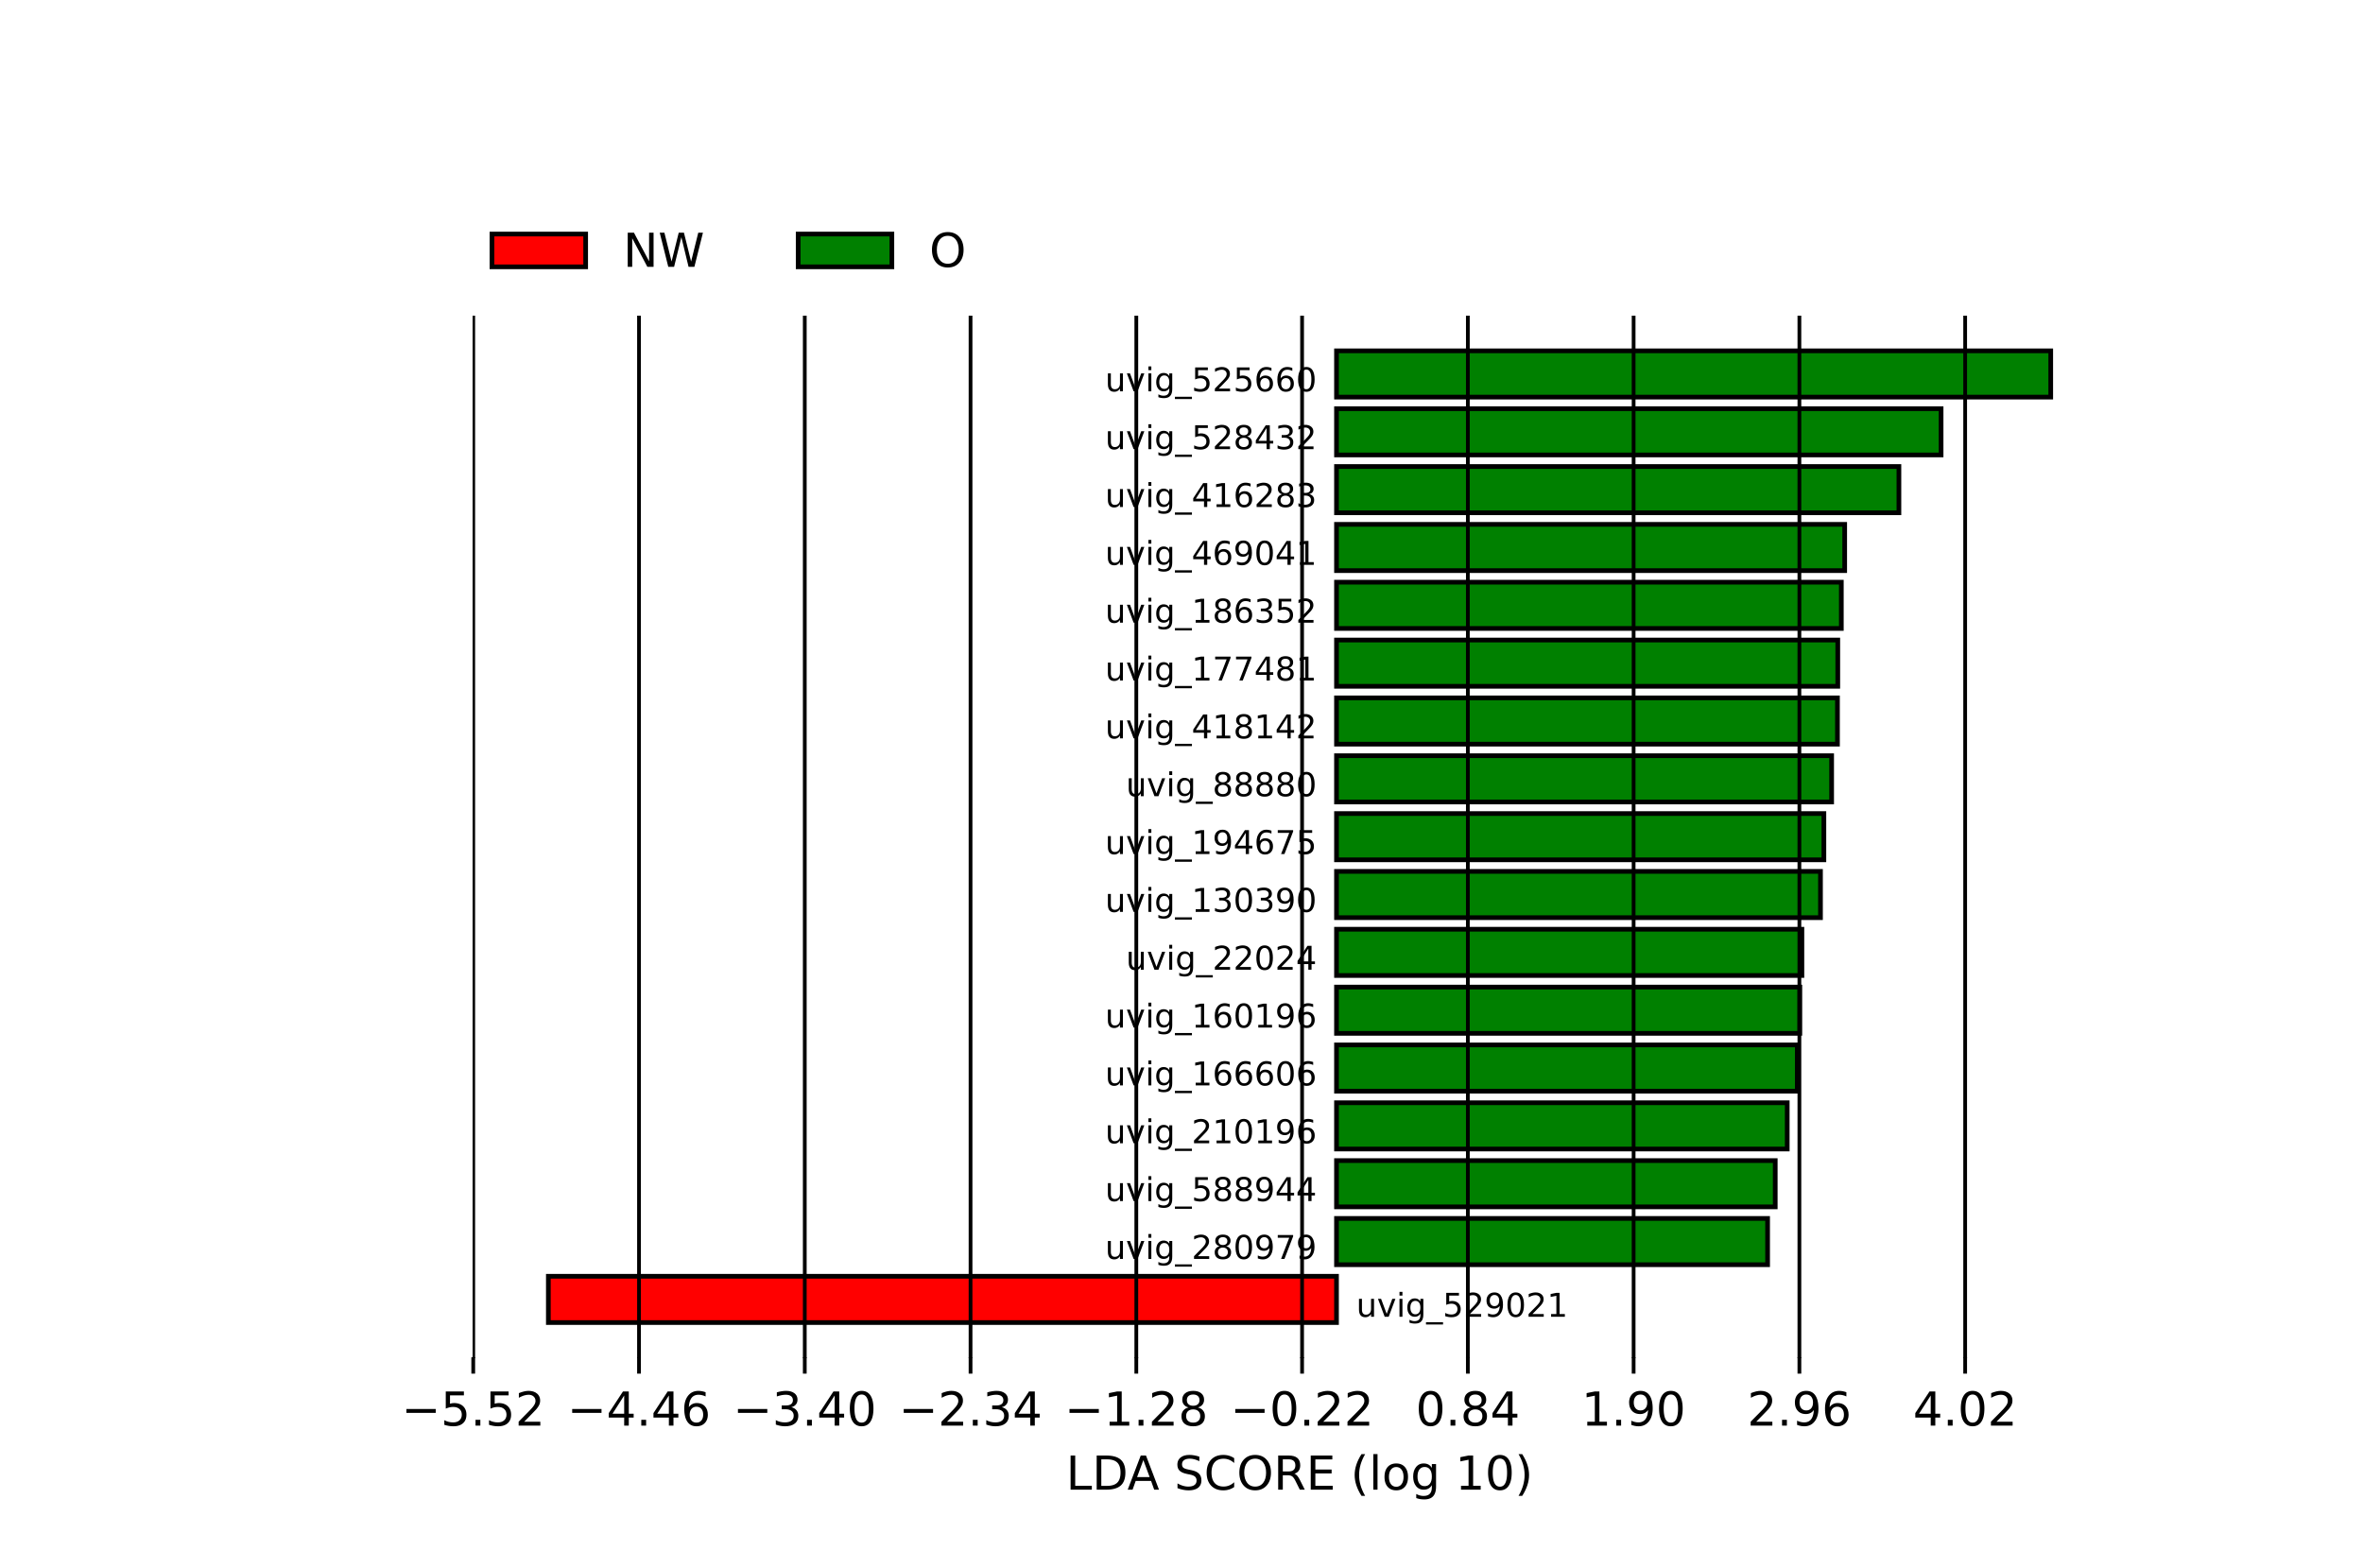 NW O
uvig_525660
uvig_528432
uvig_416283
uvig_469041
uvig_186352
uvig_177481
uvig_418142
uvig_88880
uvig_194675
uvig_130390
uvig_22024
uvig_160196
uvig_166606
uvig_210196
uvig_588944
uvig_280979
uvig_529021
−5.52 −4.46 −3.40 −2.34 −1.28 −0.22 0.84 1.90 2.96 4.02
LDA SCORE (log 10)